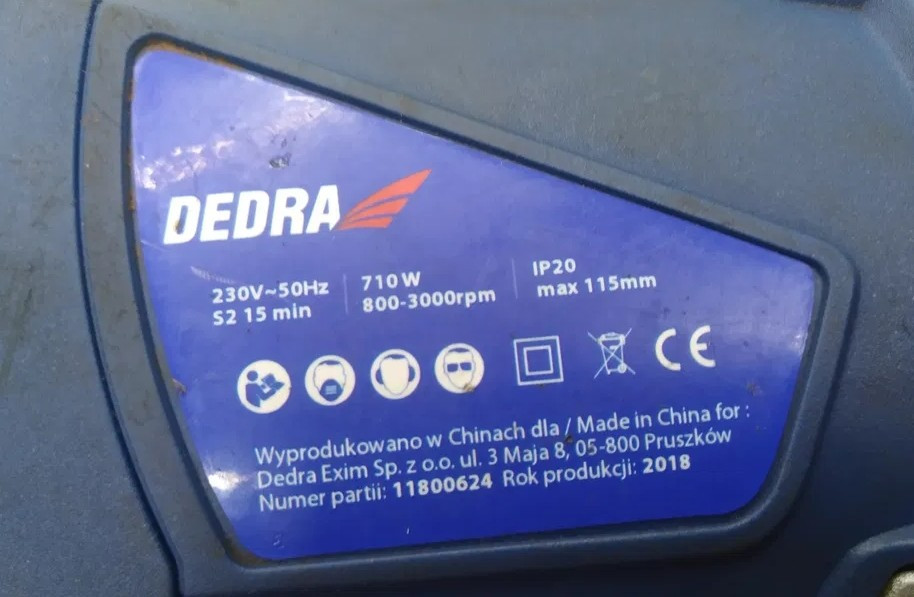 DEDRA
230V~50Hz
S2 15 min
710 W
800-3000rpm
IP20
max 115mm
CE
Wyprodukowano w Chinach dla / Made in China for :
Dedra Exim Sp. z o.o. ul. 3 Maja 8, 05-800 Pruszków
Numer partii: 11800624 Rok produkcji: 2018